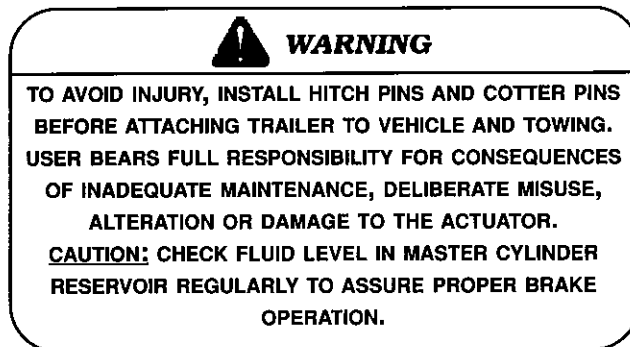 WARNING
TO AVOID INJURY, INSTALL HITCH PINS AND COTTER PINS
BEFORE ATTACHING TRAILER TO VEHICLE AND TOWING.
USER BEARS FULL RESPONSIBILITY FOR CONSEQUENCES
OF INADEQUATE MAINTENANCE, DELIBERATE MISUSE,
ALTERATION OR DAMAGE TO THE ACTUATOR.
CAUTION: CHECK FLUID LEVEL IN MASTER CYLINDER
RESERVOIR REGULARLY TO ASSURE PROPER BRAKE
OPERATION.